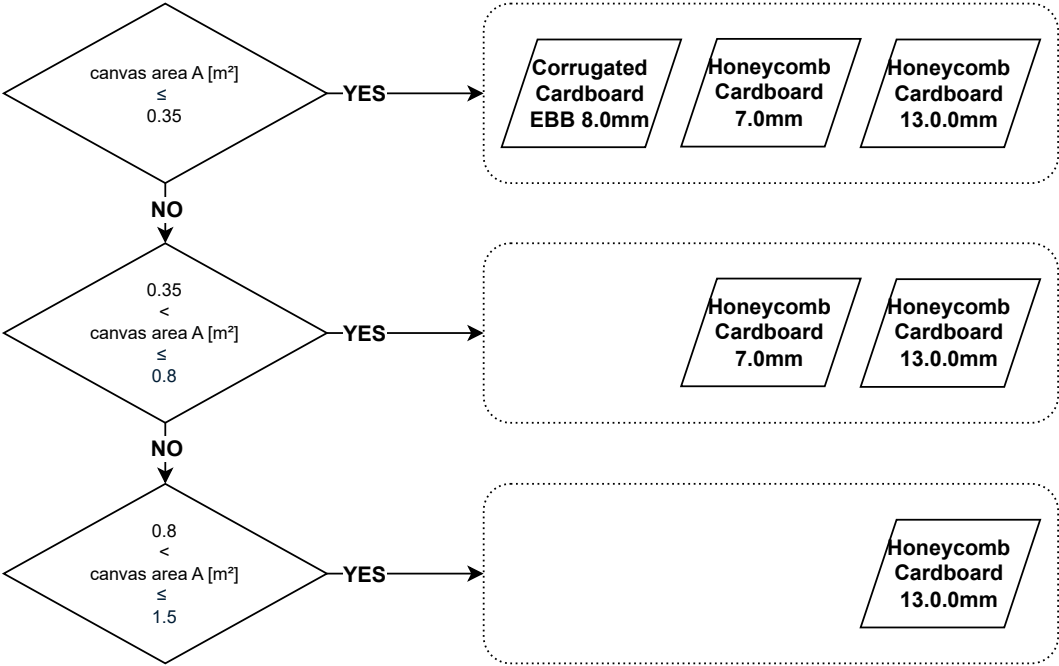 canvas area A [m²]
≤
0.35
YES
Corrugated
Cardboard
EBB 8.0mm
Honeycomb
Cardboard
7.0mm
Honeycomb
Cardboard
13.0.0mm
NO
0.35
<
canvas area A [m²]
≤
0.8
YES
Honeycomb
Cardboard
7.0mm
Honeycomb
Cardboard
13.0.0mm
NO
0.8
<
canvas area A [m²]
≤
1.5
YES
Honeycomb
Cardboard
13.0.0mm